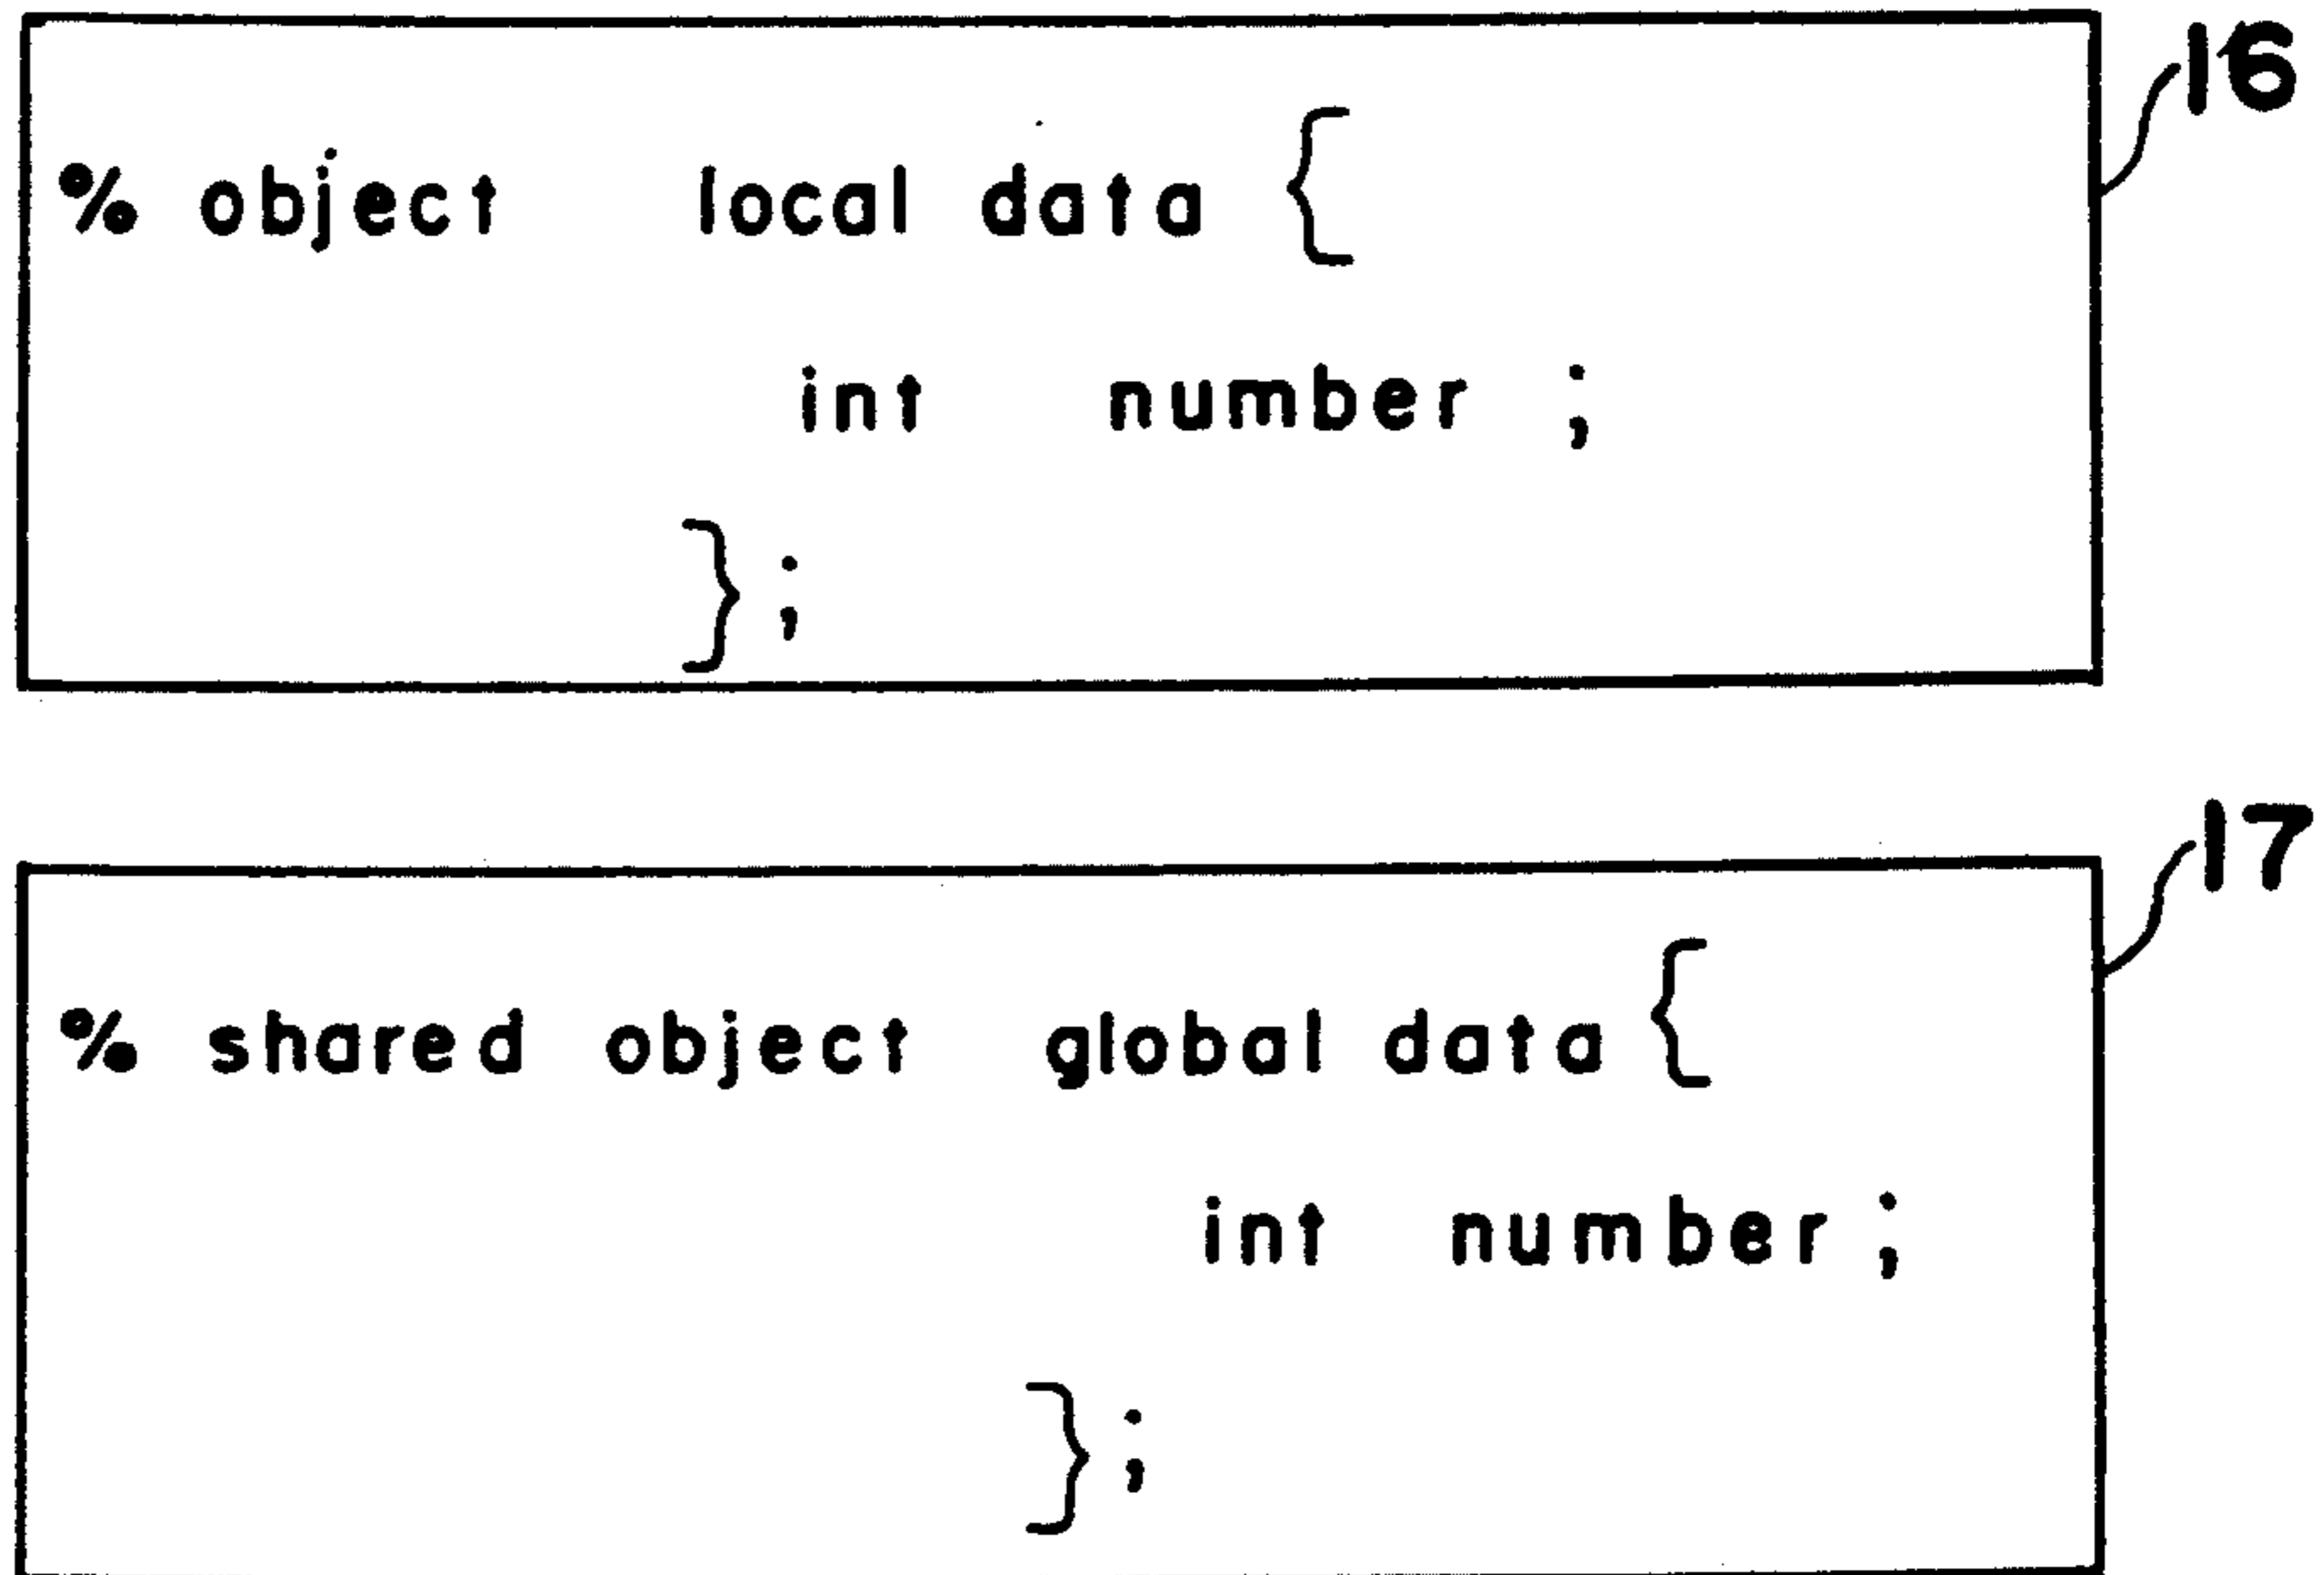 16
% object local data {
int number ;
};
17
% shared object global data {
int number ;
};